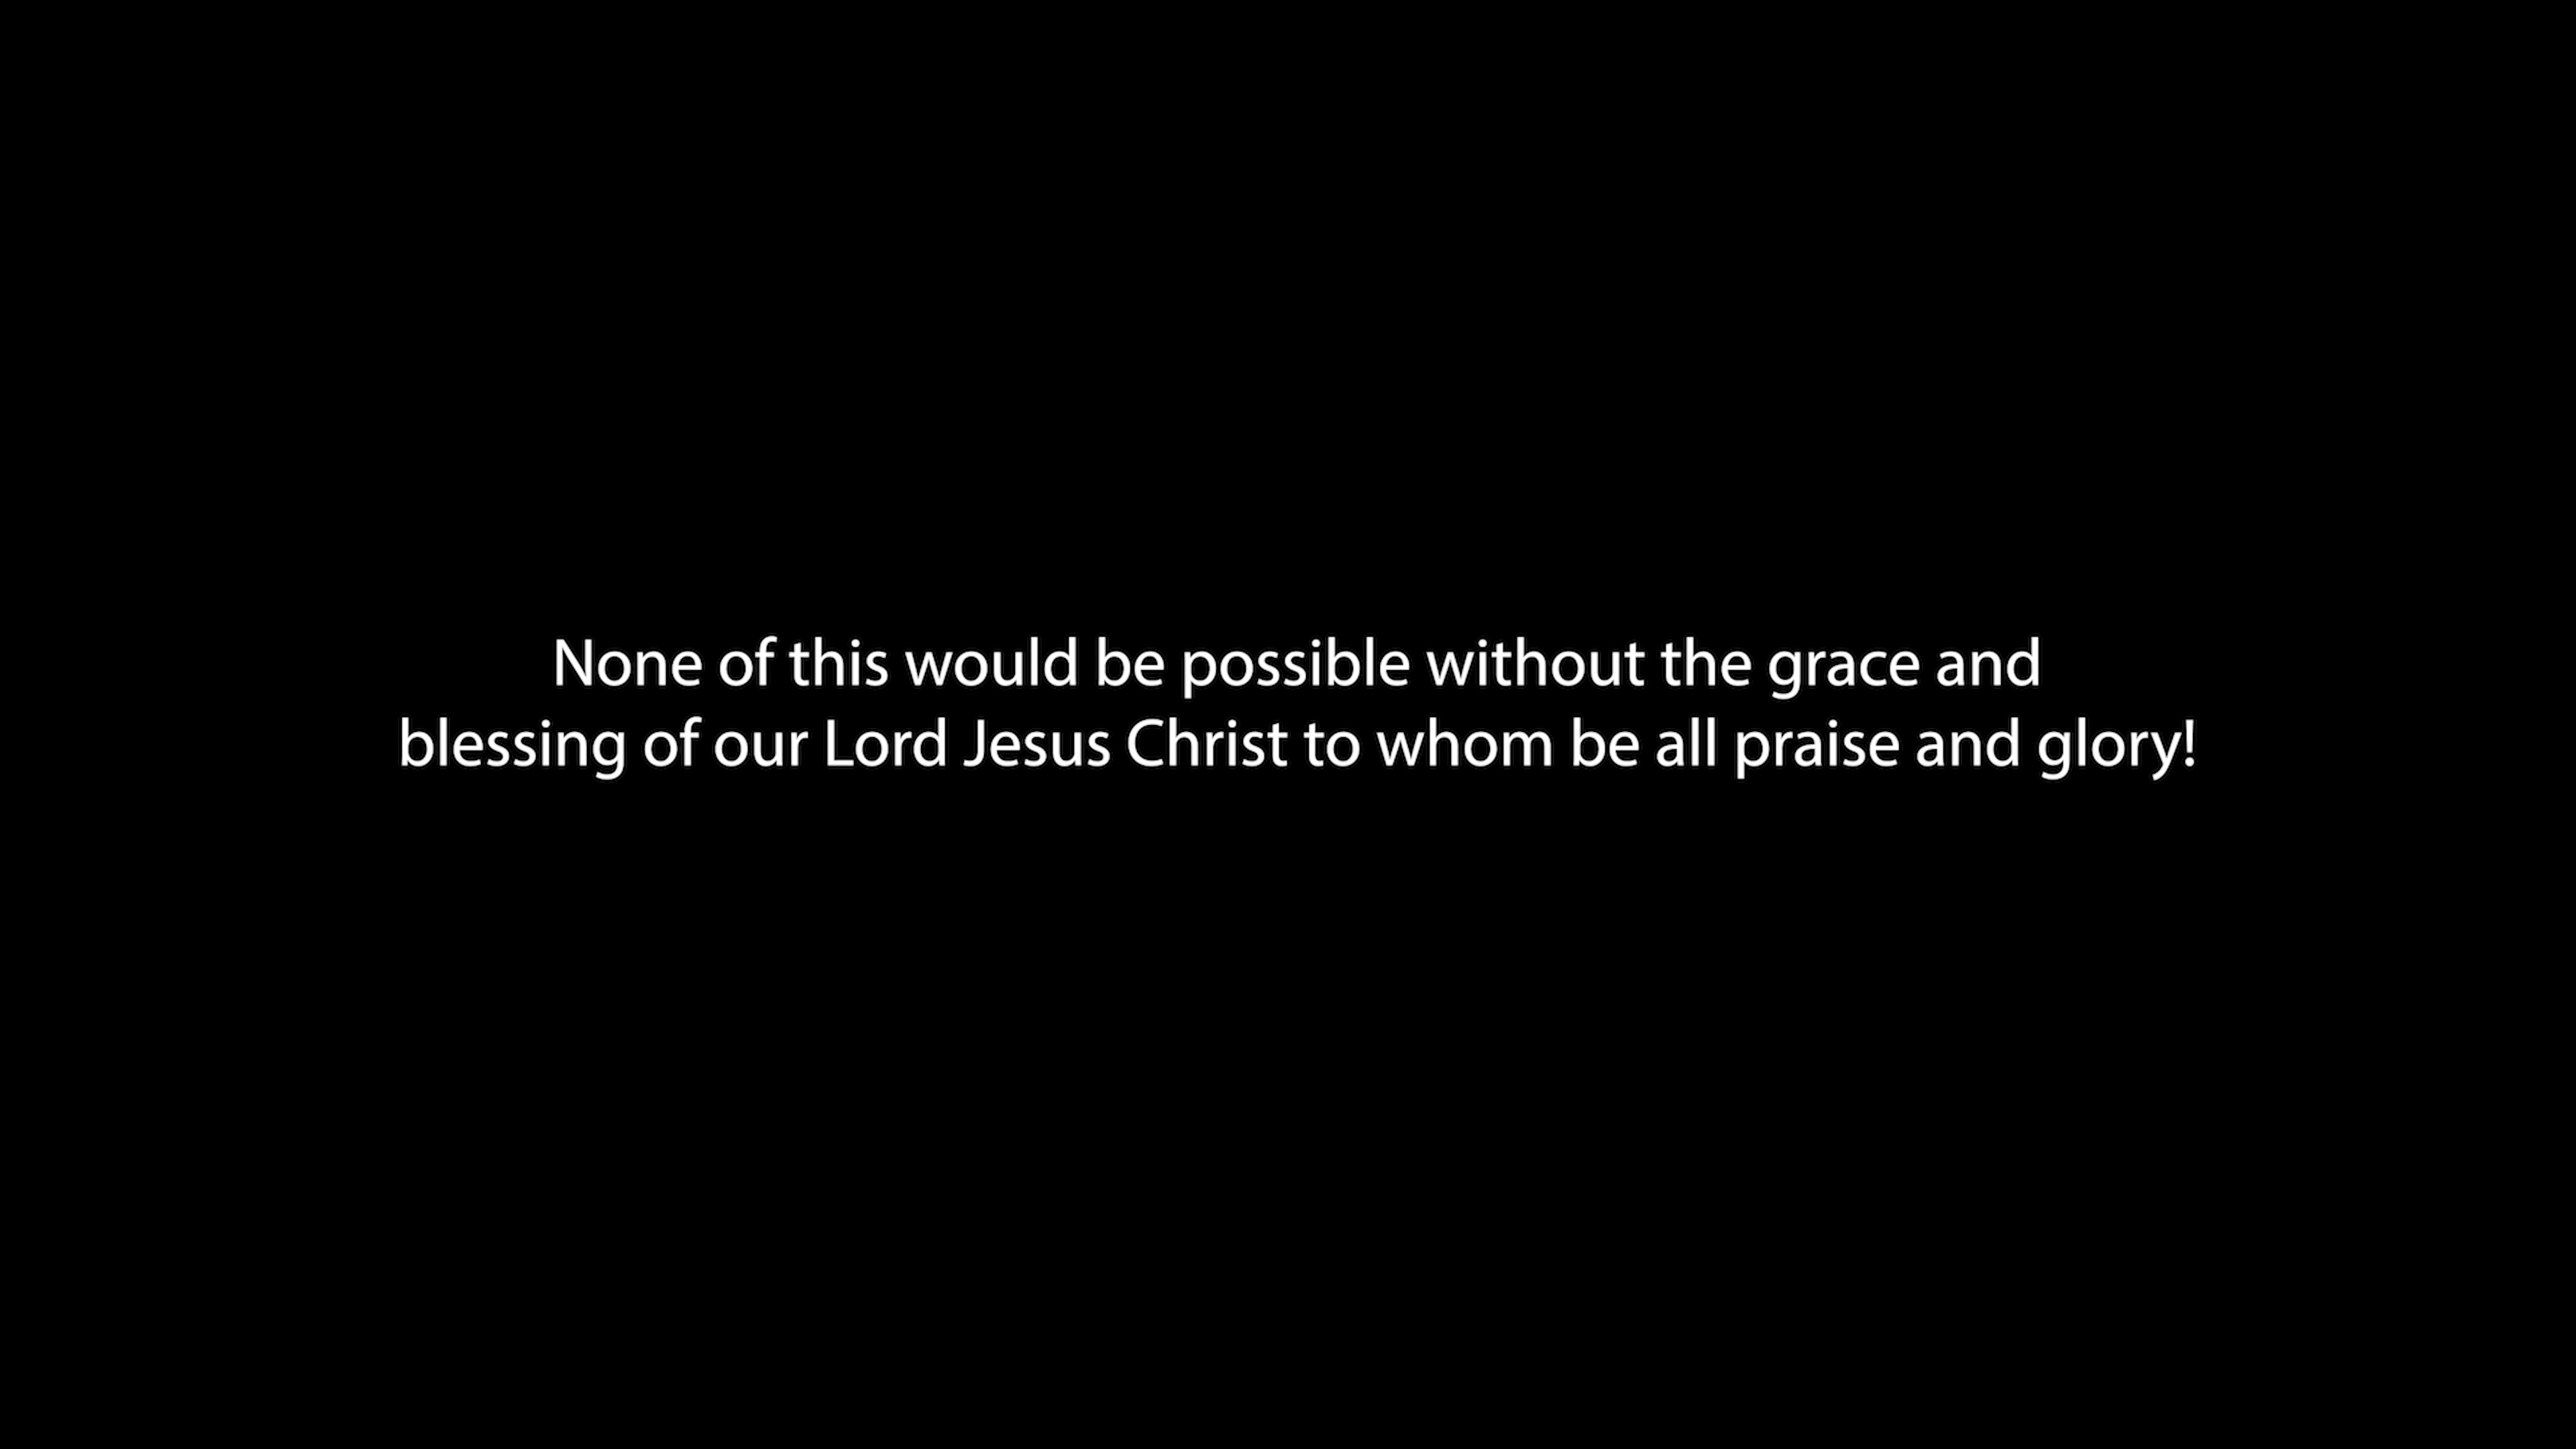 None of this would be possible without the grace and
blessing of our Lord Jesus Christ to whom be all praise and glory!